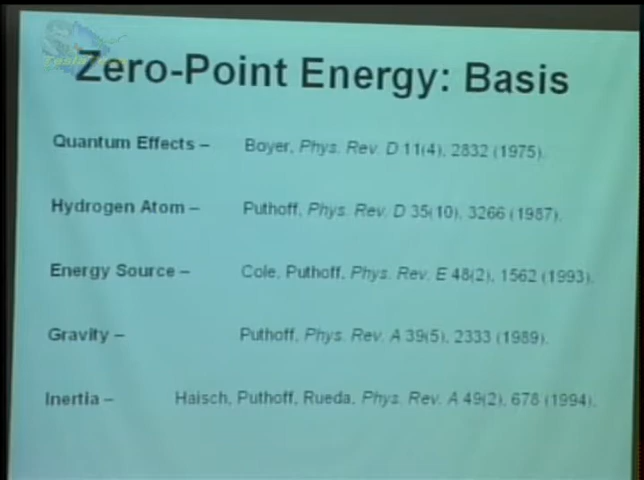 Zero-Point Energy: Basis
Quantum Effects – Boyer, Phys. Rev. D 11(4), 2832 (1975).
Hydrogen Atom – Puthoff, Phys. Rev. D 35(10), 3266 (1987).
Energy Source – Cole, Puthoff, Phys. Rev. E 48(2), 1562 (1993).
Gravity – Puthoff, Phys. Rev. A 39(5), 2333 (1989).
Inertia – Haisch, Puthoff, Rueda, Phys. Rev. A 49(2), 678 (1994).